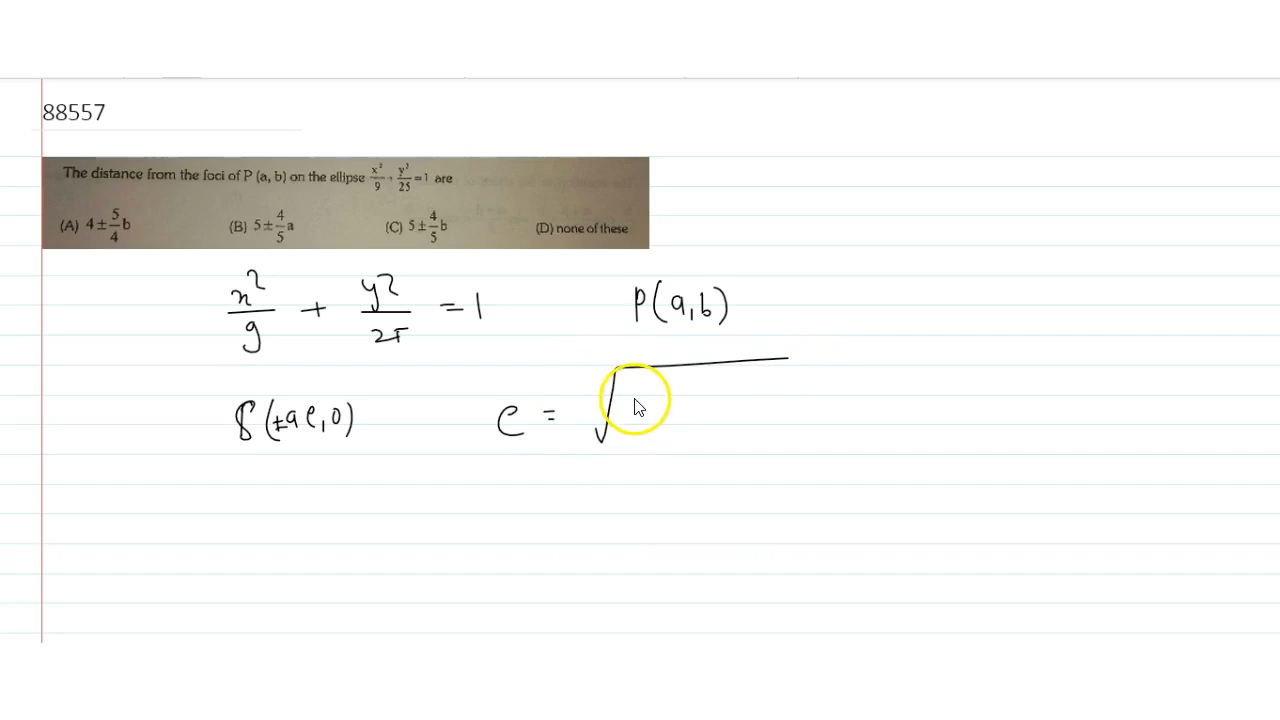 88557
The distance from the foci of P (a, b) on the ellipse x²/9 + y²/25 = 1 are
(A) 4 ± 5/4 b (B) 5 ± 4/5 a (C) 5 ± 4/5 b (D) none of these
x²/9 + y²/25 = 1 P(a,b)
S(±ae,0) e = √